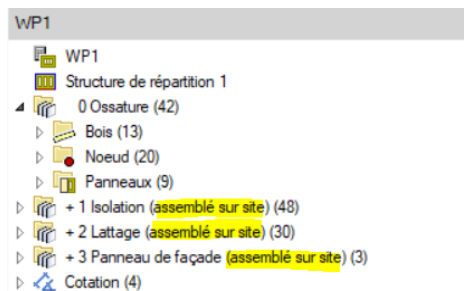 WP1
WP1
Structure de répartition 1
0 Ossature (42)
Bois (13)
Noeud (20)
Panneaux (9)
+ 1 Isolation (assemblé sur site) (48)
+ 2 Lattage (assemblé sur site) (30)
+ 3 Panneau de façade (assemblé sur site) (3)
Cotation (4)